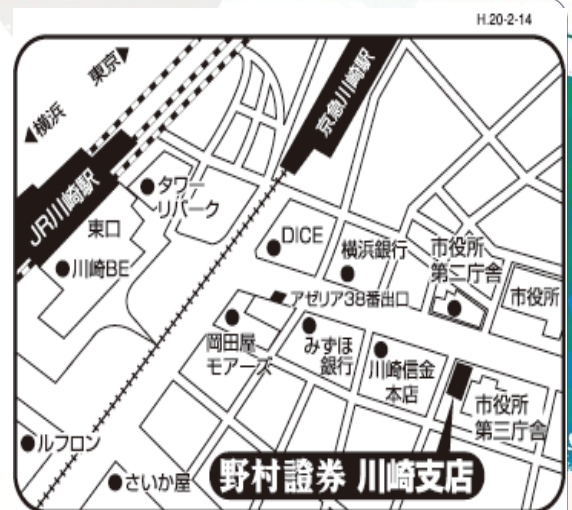 H.20-2-14
東京▶
◀横浜
京急川崎駅
JR川崎駅
タワー
リパーク
東口
川崎BE
DICE
横浜銀行
市役所
第二庁舎
市役所
アゼリア38番出口
岡田屋
モアーズ
みずほ
銀行
川崎信金
本店
市役所
第三庁舎
ルフロン
さいか屋
野村證券 川崎支店